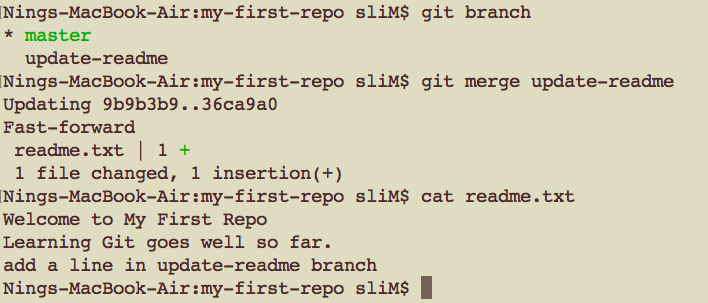 [Nings-MacBook-Air:my-first-repo sliM$ git branch
* master
  update-readme
[Nings-MacBook-Air:my-first-repo sliM$ git merge update-readme
Updating 9b9b3b9..36ca9a0
Fast-forward
 readme.txt | 1 +
 1 file changed, 1 insertion(+)
[Nings-MacBook-Air:my-first-repo sliM$ cat readme.txt
Welcome to My First Repo
Learning Git goes well so far.
add a line in update-readme branch
Nings-MacBook-Air:my-first-repo sliM$